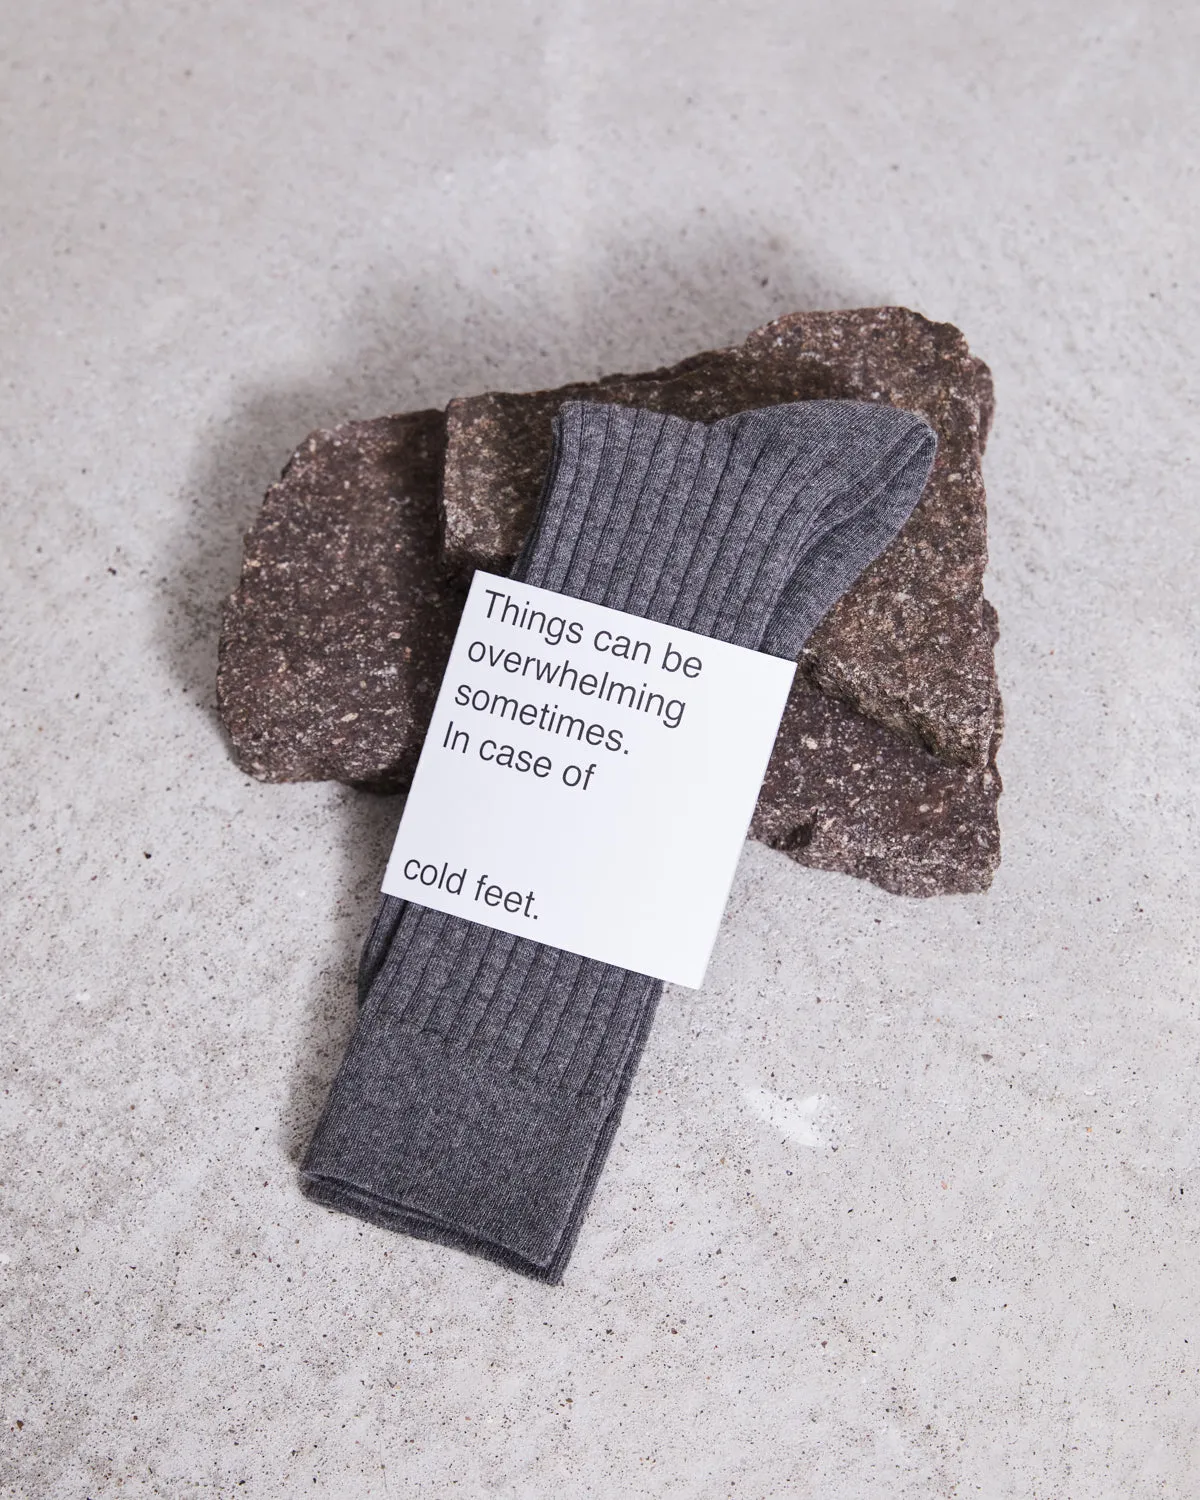 Things can be
overwhelming
sometimes.
In case of
cold feet.